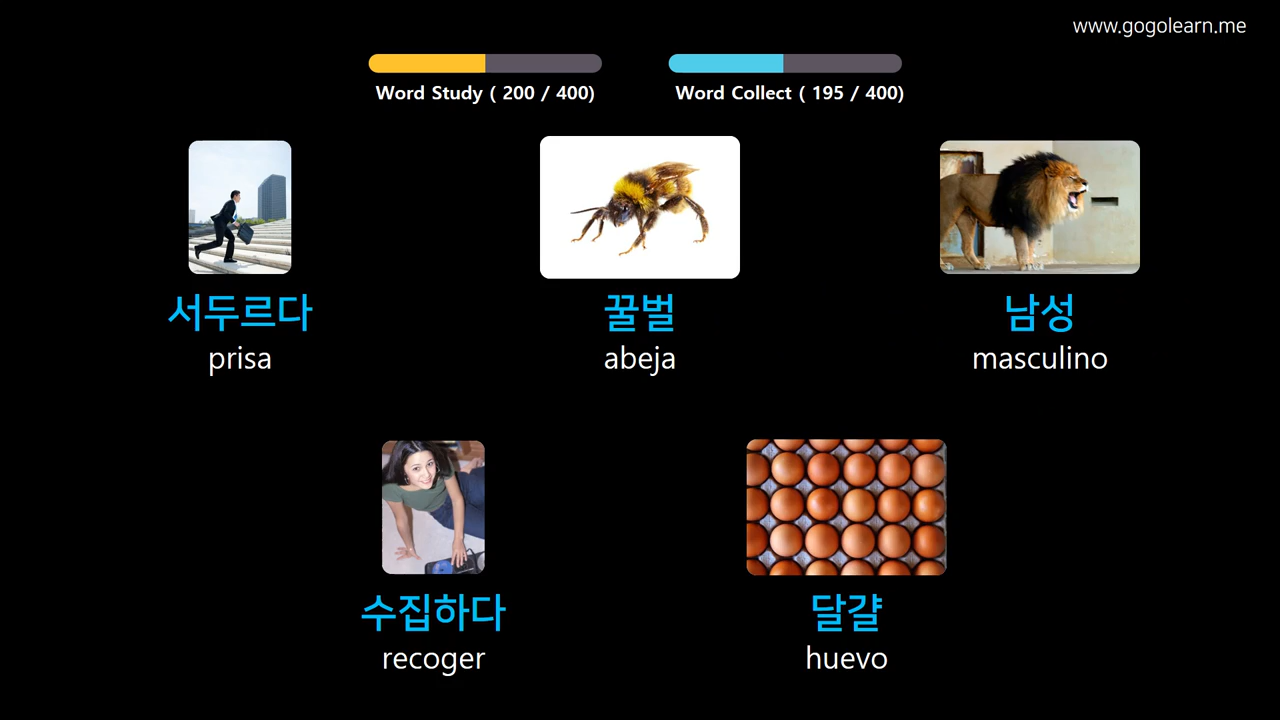 www.gogolearn.me
Word Study ( 200 / 400)
Word Collect ( 195 / 400)
서두르다
prisa
꿀벌
abeja
남성
masculino
수집하다
recoger
달걀
huevo